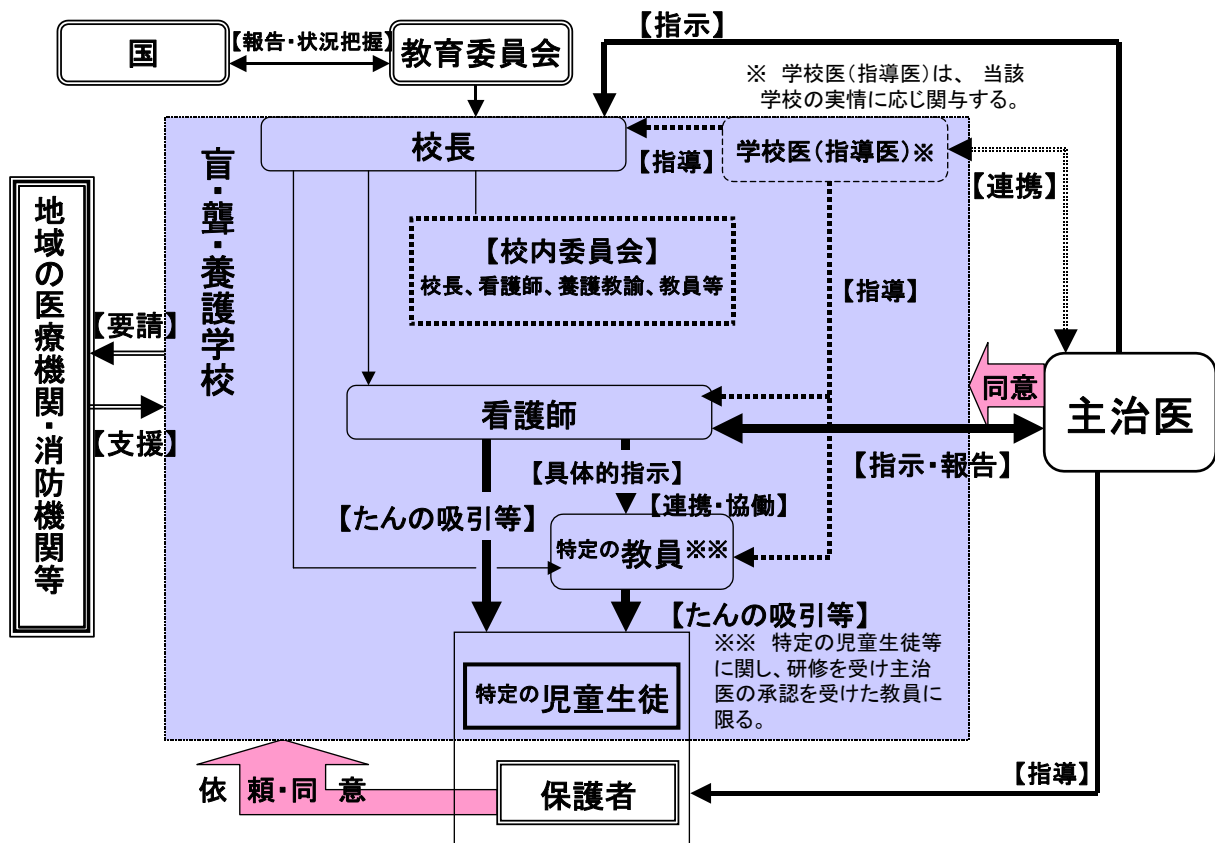 国
【報告・状況把握】
教育委員会
【指示】
※ 学校医(指導医)は、 当該
学校の実情に応じ関与する。
盲・聾・養護学校
校長
【指導】
学校医(指導医)※
【連携】
地域の医療機関・消防機関等
【校内委員会】
校長、看護師、養護教諭、教員等
【指導】
【要請】
【支援】
看護師
同意
主治医
【指示・報告】
【具体的指示】
【連携・協働】
【たんの吸引等】
特定の教員※※
【たんの吸引等】
※※ 特定の児童生徒等
に関し、研修を受け主治
医の承認を受けた教員に
限る。
特定の児童生徒
依 頼・同 意
保護者
【指導】